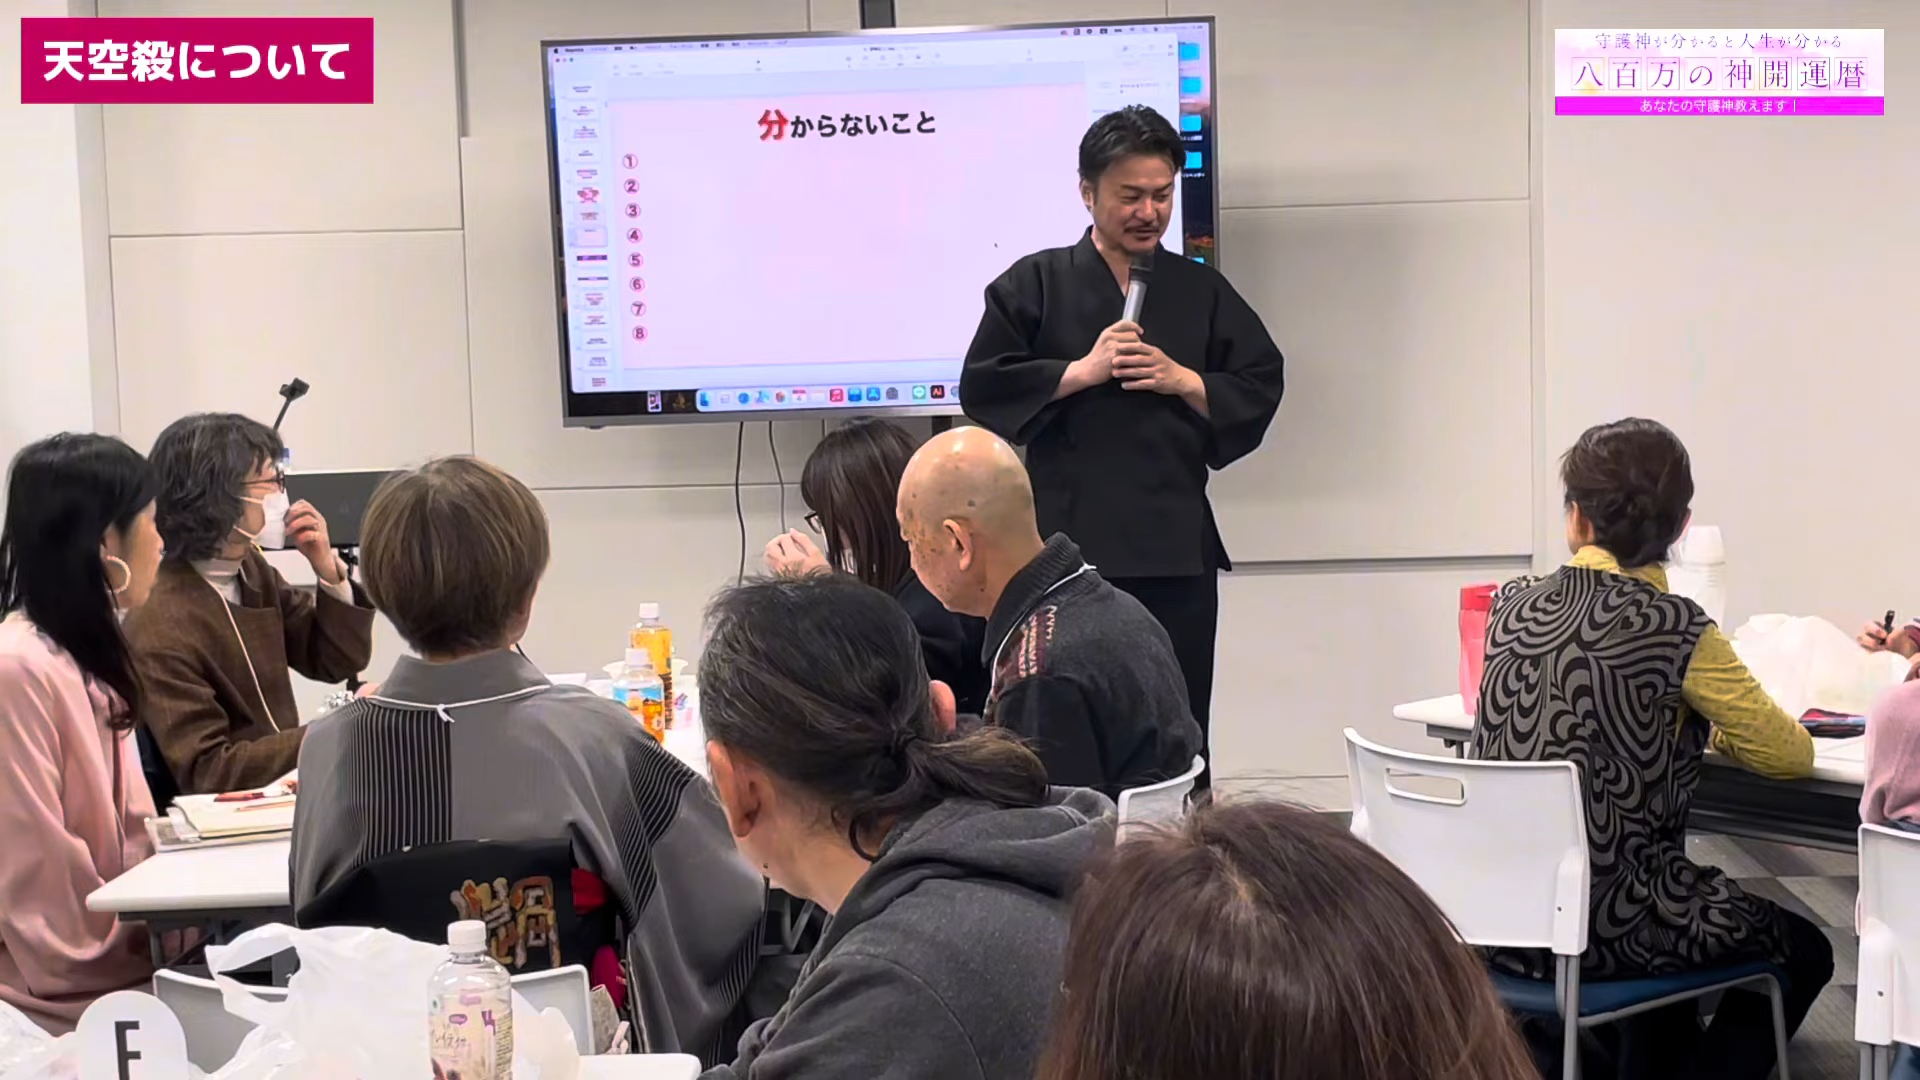 天空殺について
守護神が分かると人生が分かる
八百万の神開運暦
あなたの守護神教えます！
分からないこと
①
②
③
④
⑤
⑥
⑦
⑧
F